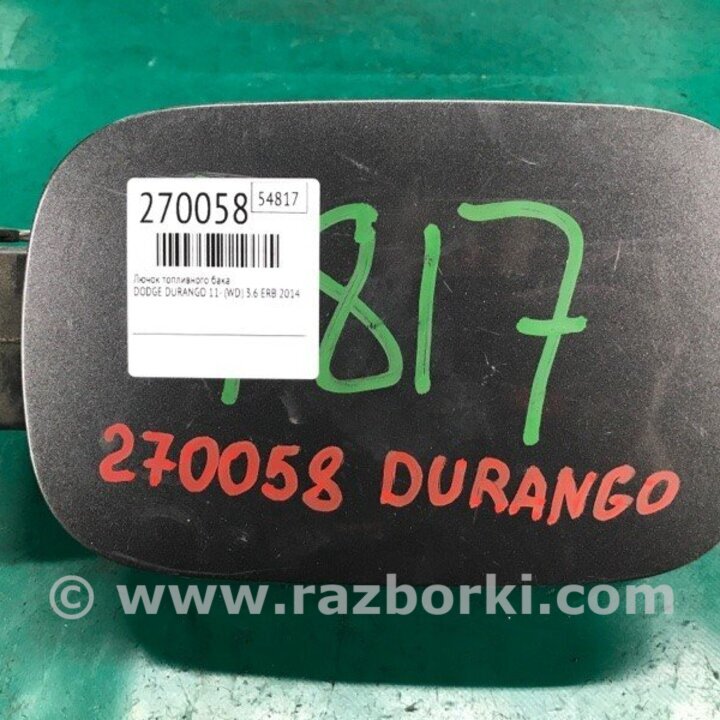 270058 54817
Лючок топливного бака
DODGE DURANGO 11- (WD) 3.6 ERB 2014
817
270058 DURANGO
© www.razborki.com